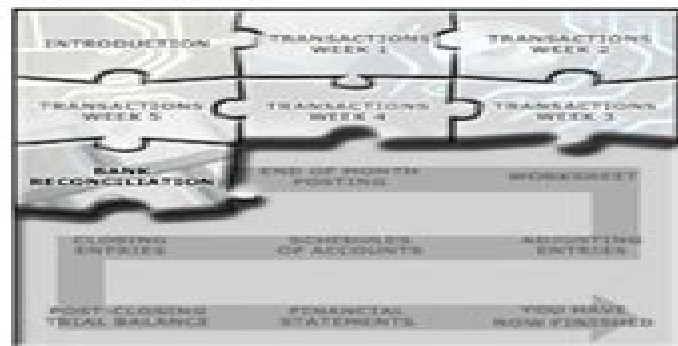 INTRODUCTION
TRANSACTIONS
WEEK 1
TRANSACTIONS
WEEK 2
TRANSACTIONS
WEEK 5
TRANSACTIONS
WEEK 4
TRANSACTIONS
WEEK 3
BANK
RECONCILIATION
END OF MONTH
POSTING
WORKSHEET
CLOSING
ENTRIES
SCHEDULES
OF ACCOUNTS
ADJUSTING
ENTRIES
POST-CLOSING
TRIAL BALANCE
FINANCIAL
STATEMENTS
YOU HAVE
NOW FINISHED